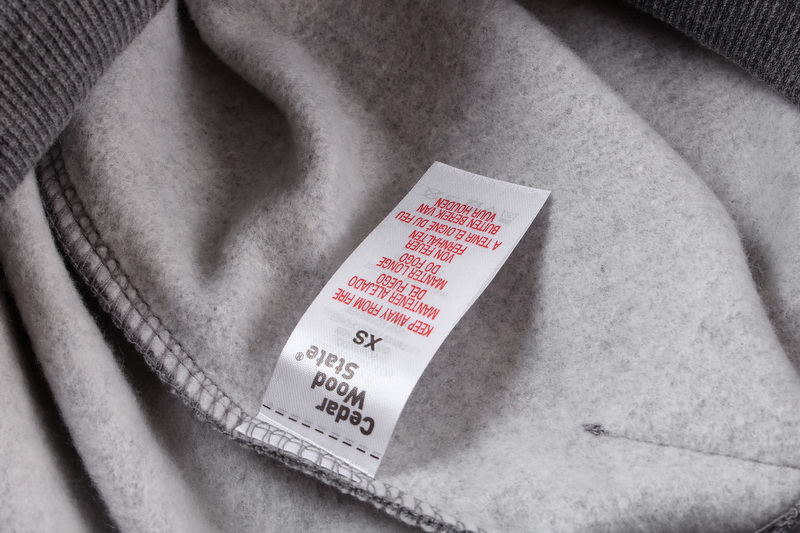 Cedar
Wood
State®
XS
KEEP AWAY FROM FIRE
MANTENER ALEJADO
DEL FUEGO
MANTER LONGE
DO FOGO
VON FEUER
FERNHALTEN
A TENIR ÉLOIGNE DU FEU
BUITEN BEREIK VAN
VUUR HOUDEN